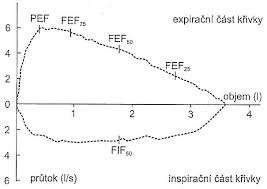 PEF FEF75 expirační část křivky
6
FEF50
4
FEF25
2
objem (l)
0
1 2 3 4
2
FIF50
4
6 průtok (l/s) inspirační část křivky